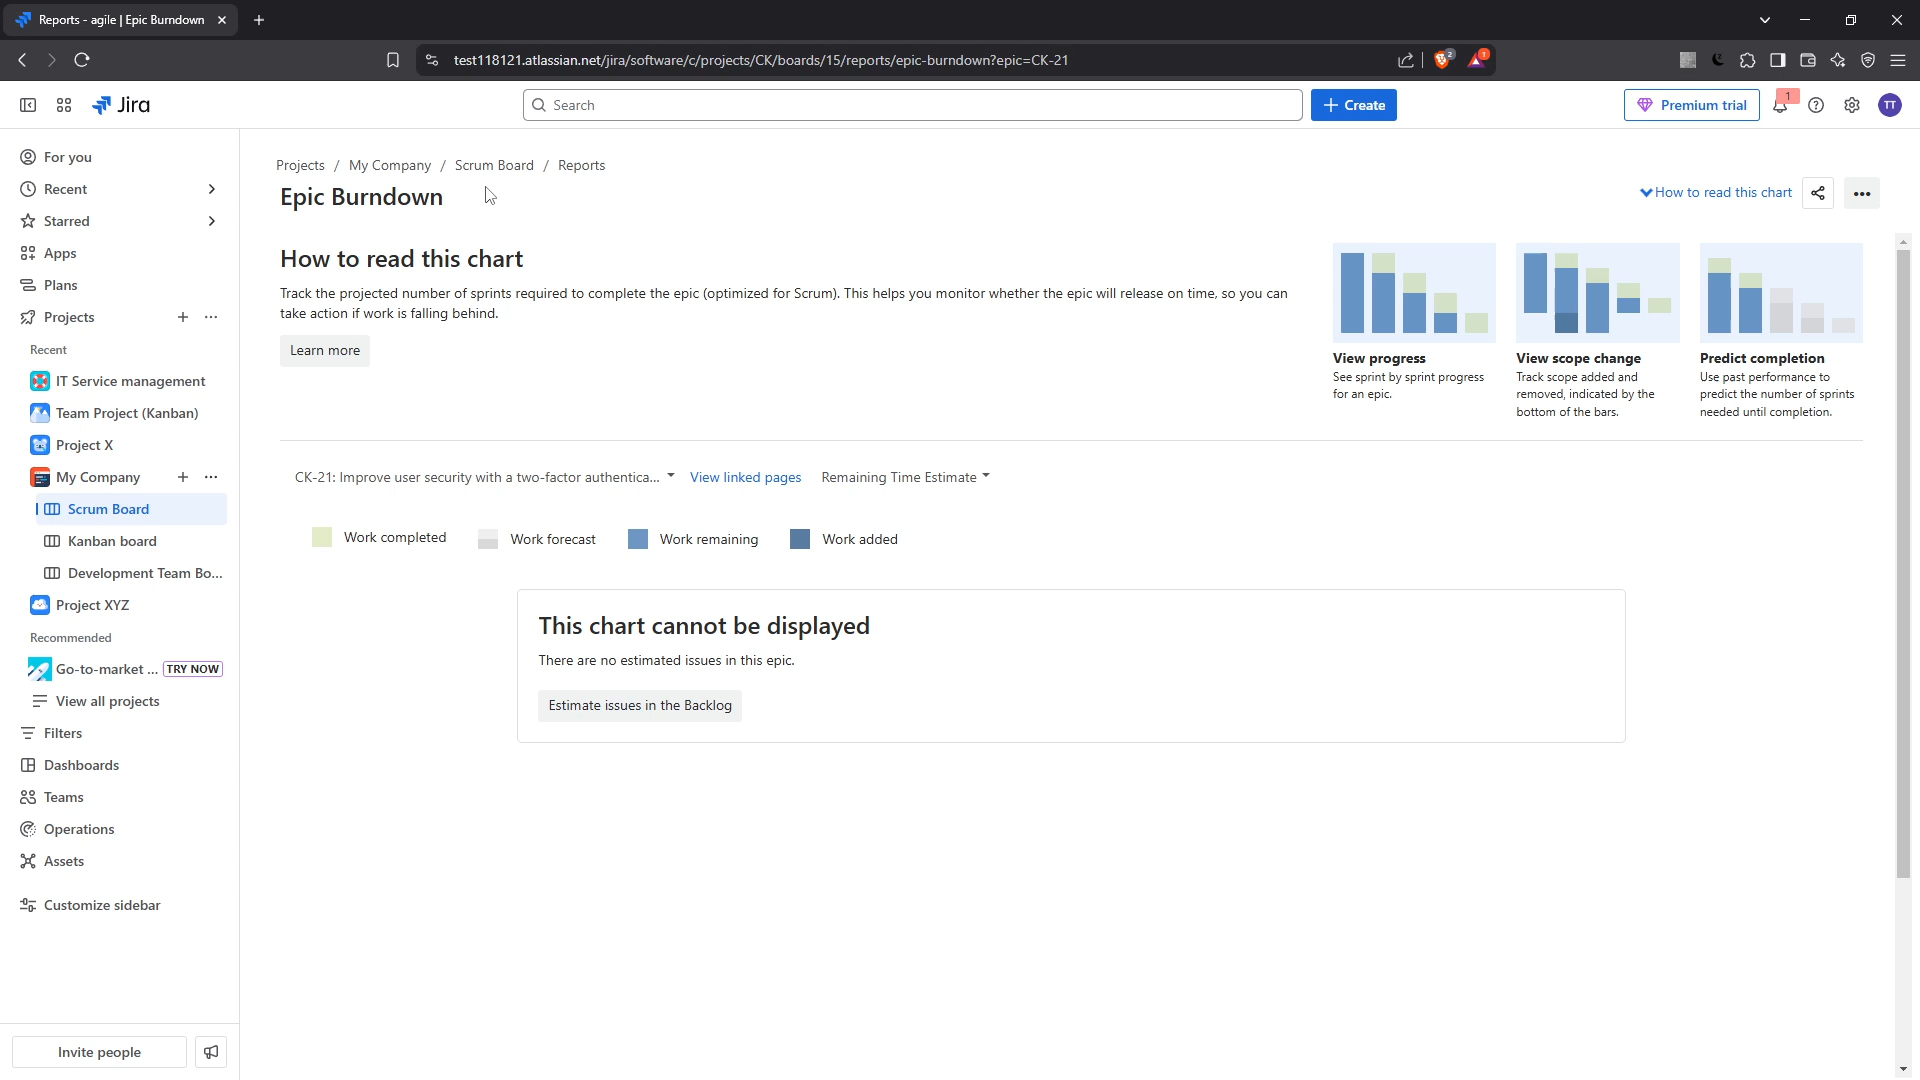 Reports - agile | Epic Burndown
test118121.atlassian.net/jira/software/c/projects/CK/boards/15/reports/epic-burndown?epic=CK-21
2
1
Jira
Search
Create
Premium trial
1
TT
For you
Recent
Starred
Apps
Plans
Projects
Recent
IT Service management
Team Project (Kanban)
Project X
My Company
Scrum Board
Kanban board
Development Team Bo...
Project XYZ
Recommended
Go-to-market ... TRY NOW
View all projects
Filters
Dashboards
Teams
Operations
Assets
Customize sidebar
Invite people
Projects / My Company / Scrum Board / Reports
Epic Burndown
How to read this chart
How to read this chart
Track the projected number of sprints required to complete the epic (optimized for Scrum). This helps you monitor whether the epic will release on time, so you can
take action if work is falling behind.
Learn more
View progress
See sprint by sprint progress
for an epic.
View scope change
Track scope added and
removed, indicated by the
bottom of the bars.
Predict completion
Use past performance to
predict the number of sprints
needed until completion.
CK-21: Improve user security with a two-factor authentica... View linked pages Remaining Time Estimate
Work completed Work forecast Work remaining Work added
This chart cannot be displayed
There are no estimated issues in this epic.
Estimate issues in the Backlog